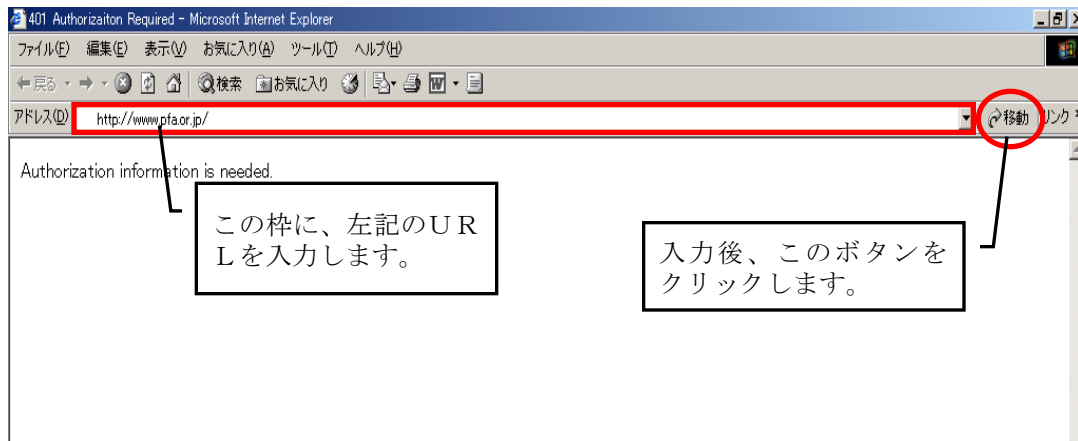 401 Authorizaiton Required - Microsoft Internet Explorer
ファイル(F) 編集(E) 表示(V) お気に入り(A) ツール(T) ヘルプ(H)
戻る 検索 お気に入り
アドレス(D) http://www.pfa.or.jp/ 移動 リンク
Authorization information is needed.
この枠に、左記のUR
Lを入力します。
入力後、このボタンを
クリックします。